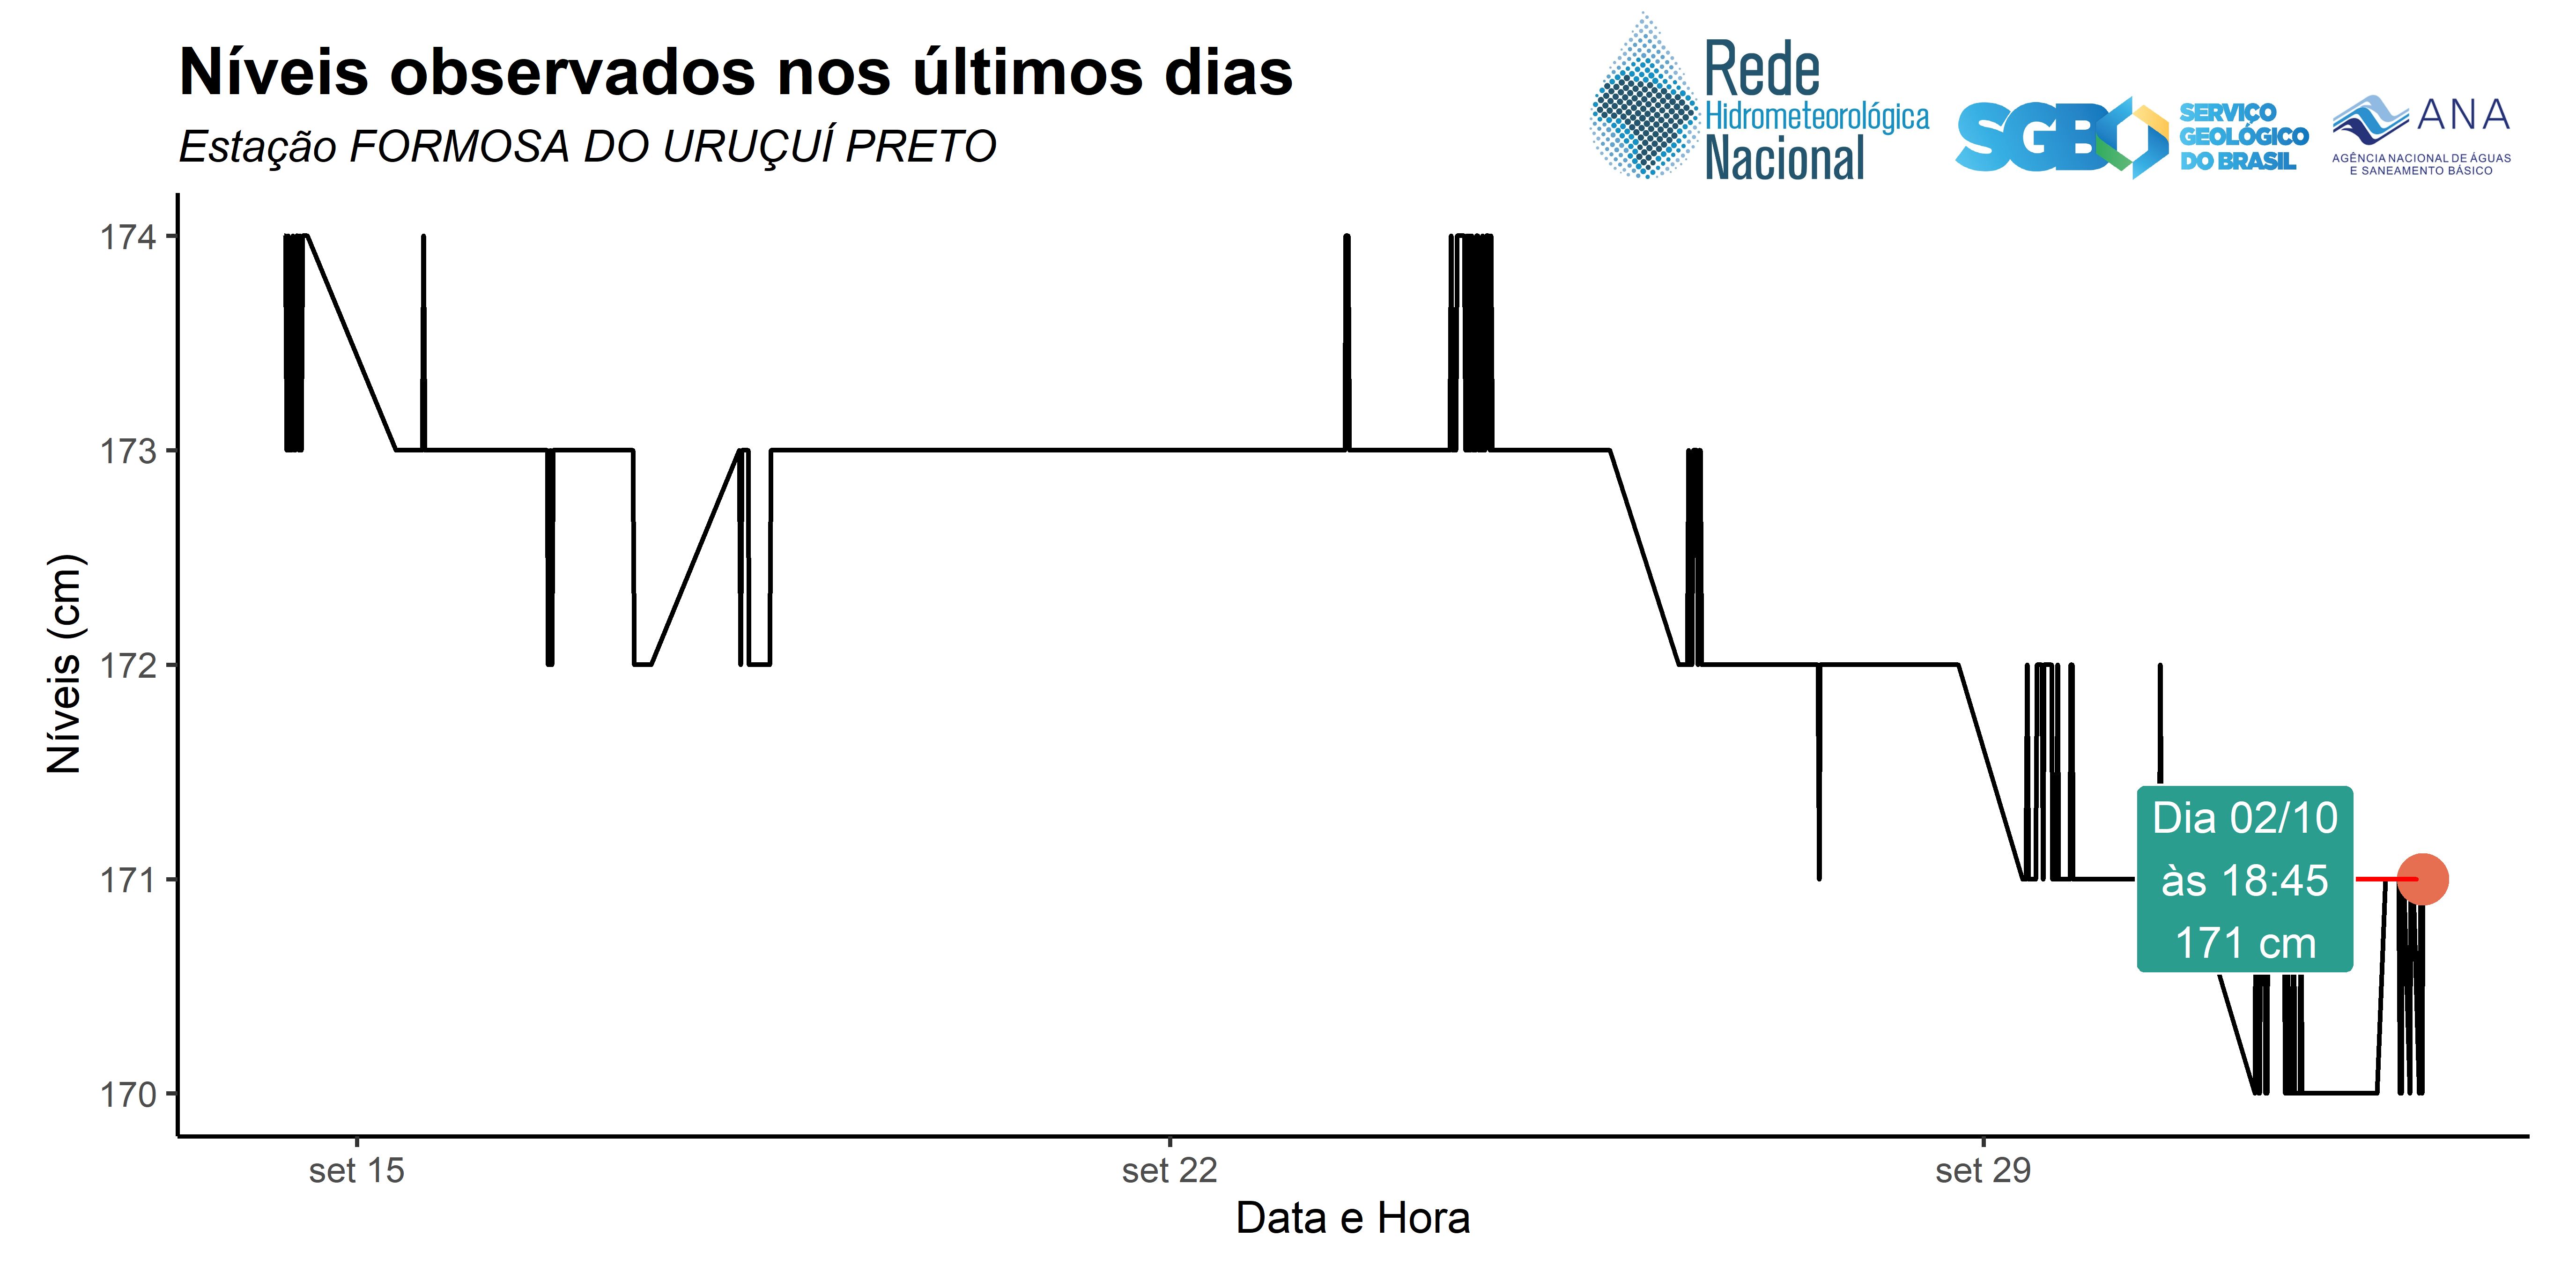 Níveis observados nos últimos dias
Estação FORMOSA DO URUÇUÍ PRETO
Rede
Hidrometeorológica
Nacional
SGB
SERVIÇO
GEOLÓGICO
DO BRASIL
ANA
AGÊNCIA NACIONAL DE ÁGUAS
E SANEAMENTO BÁSICO
Níveis (cm)
174
173
172
171
170
Dia 02/10
às 18:45
171 cm
set 15
set 22
set 29
Data e Hora